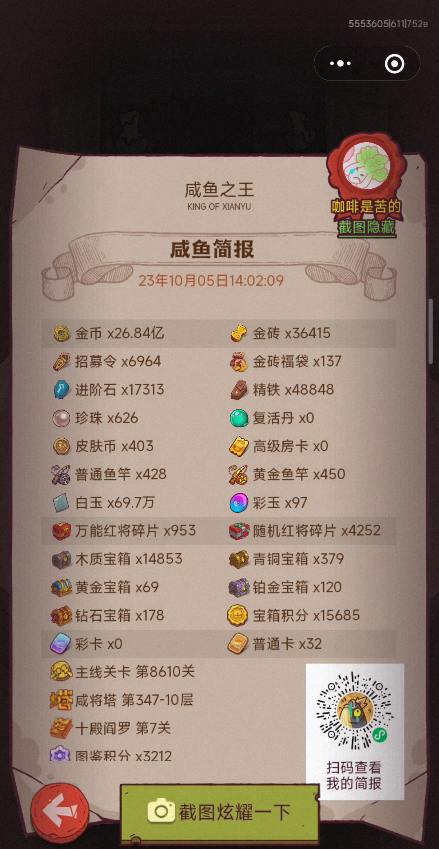 5553605|611|752e
咸鱼之王
KING OF XIANYU
咖啡是苦的
截图隐藏
咸鱼简报
23年10月05日14:02:09
金币 x26.84亿 金砖 x36415
招募令 x6964 金砖福袋 x137
进阶石 x17313 精铁 x48848
珍珠 x626 复活丹 x0
皮肤币 x403 高级房卡 x0
普通鱼竿 x428 黄金鱼竿 x450
白玉 x69.7万 彩玉 x97
万能红将碎片 x953 随机红将碎片 x4252
木质宝箱 x14853 青铜宝箱 x379
黄金宝箱 x69 铂金宝箱 x120
钻石宝箱 x178 宝箱积分 x15685
彩卡 x0 普通卡 x32
主线关卡 第8610关
咸将塔 第347-10层
十殿阎罗 第7关
图鉴积分 x3212
扫码查看
我的简报
截图炫耀一下